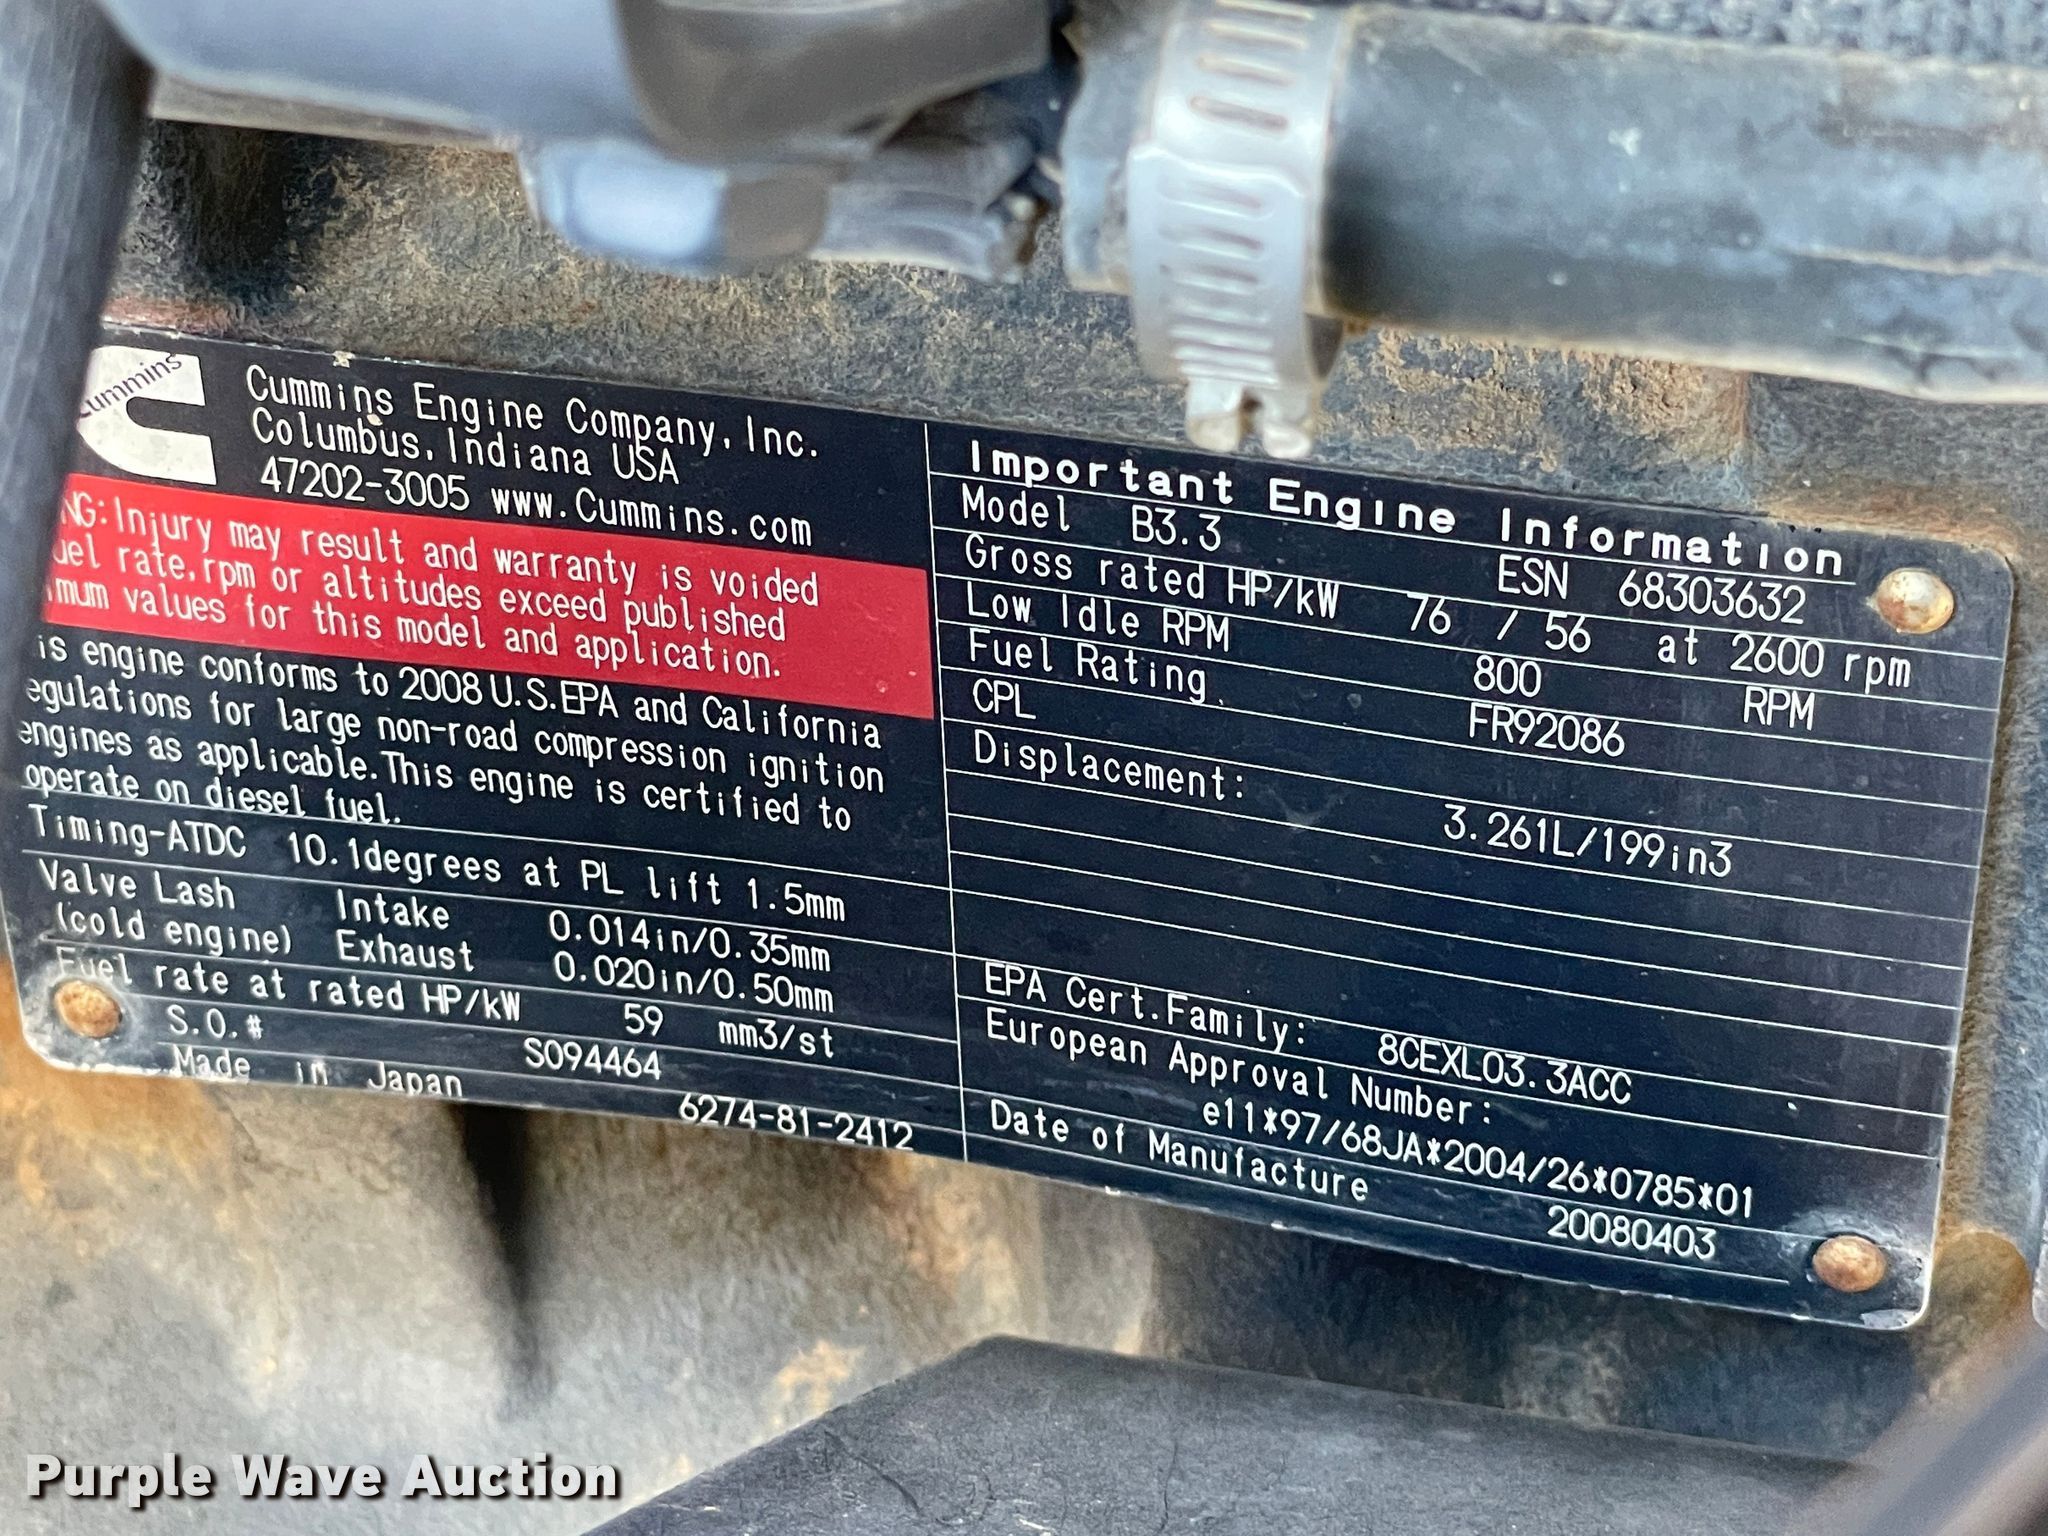 Cummins
Cummins Engine Company, Inc.
Columbus, Indiana USA
47202-3005 www.Cummins.com
NG: Injury may result and warranty is voided
uel rate, rpm or altitudes exceed published
mum values for this model and application.
is engine conforms to 2008 U.S.EPA and California
egulations for large non-road compression ignition
engines as applicable. This engine is certified to
operate on diesel fuel.
Timing-ATDC 10.1degrees at PL lift 1.5mm
Valve Lash Intake 0.014in/0.35mm
(cold engine) Exhaust 0.020in/0.50mm
Fuel rate at rated HP/kW 59 mm3/st
S.O.# S094464
Made in Japan 6274-81-2412
Important Engine Information
Model B3.3 ESN 68303632
Gross rated HP/kW 76 / 56 at 2600 rpm
Low Idle RPM 800 RPM
Fuel Rating FR92086
CPL
Displacement: 3.261L/199in3
EPA Cert.Family: 8CEXL03.3ACC
European Approval Number:
e11*97/68JA*2004/26*0785*01
Date of Manufacture 20080403
Purple Wave Auction